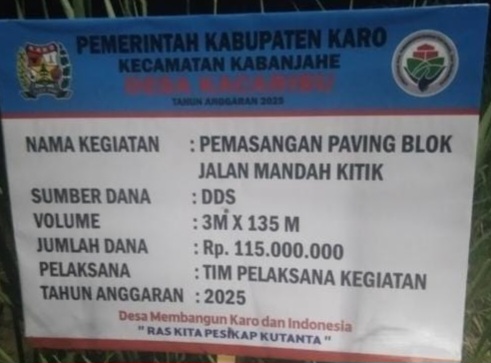 PEMERINTAH KABUPATEN KARO
KECAMATAN KABANJAHE
DESA KACARIBU
TAHUN ANGGARAN 2025
NAMA KEGIATAN : PEMASANGAN PAVING BLOK
JALAN MANDAH KITIK
SUMBER DANA : DDS
VOLUME : 3M X 135 M
JUMLAH DANA : Rp. 115.000.000
PELAKSANA : TIM PELAKSANA KEGIATAN
TAHUN ANGGARAN : 2025
Desa Membangun Karo dan Indonesia
" RAS KITA PESIKAP KUTANTA "